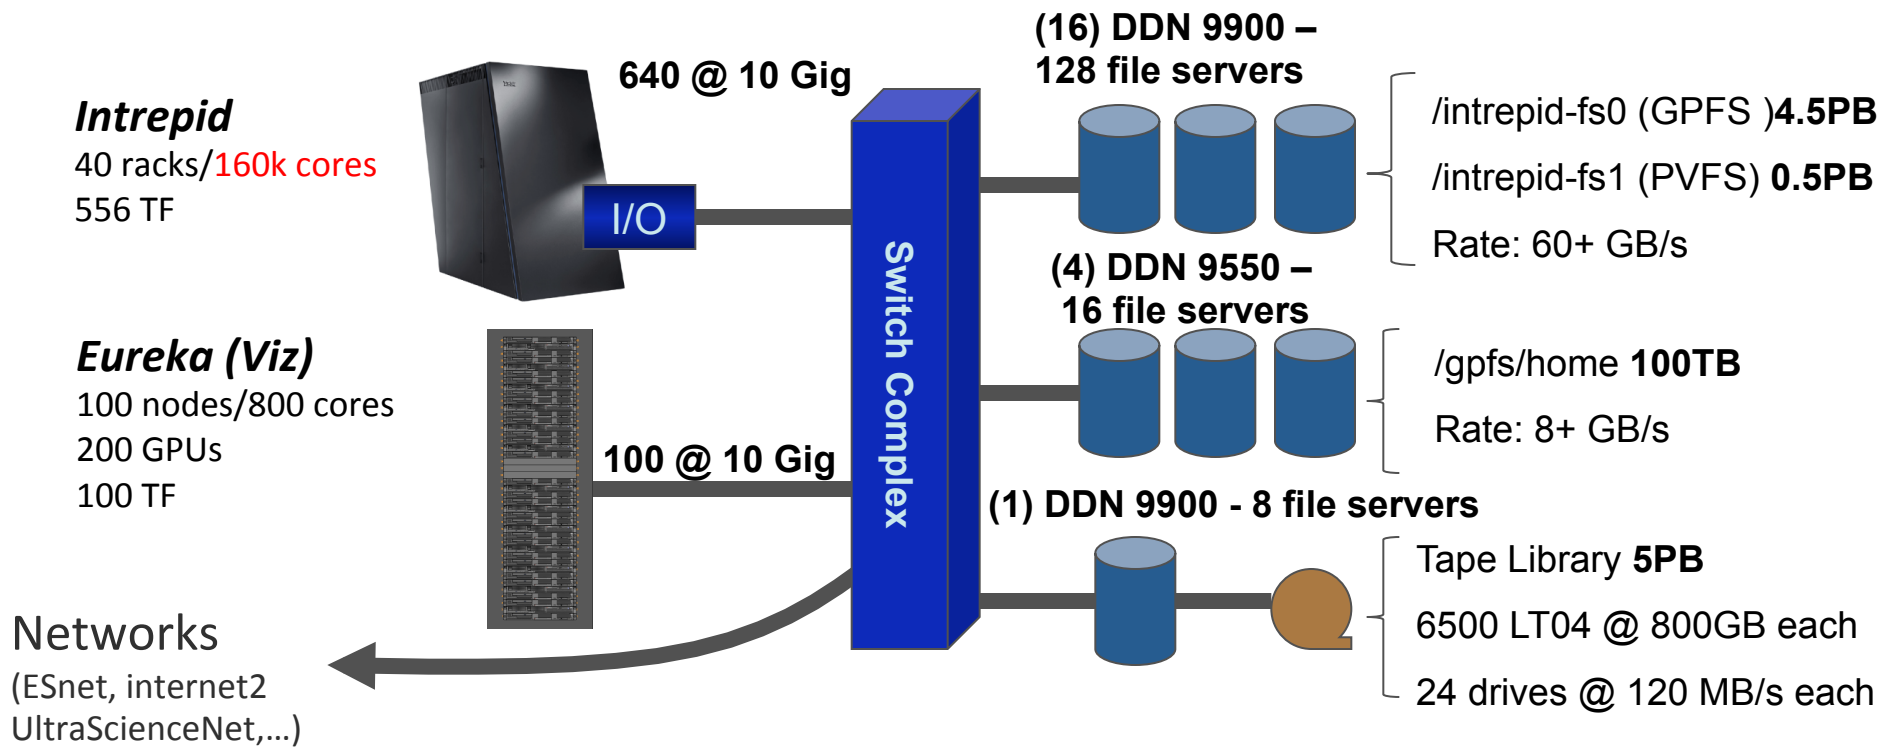 Intrepid
40 racks/160k cores
556 TF
640 @ 10 Gig
I/O
Eureka (Viz)
100 nodes/800 cores
200 GPUs
100 TF
100 @ 10 Gig
Networks
(ESnet, internet2
UltraScienceNet,...)
Switch Complex
(16) DDN 9900 –
128 file servers
/intrepid-fs0 (GPFS )4.5PB
/intrepid-fs1 (PVFS) 0.5PB
Rate: 60+ GB/s
(4) DDN 9550 –
16 file servers
/gpfs/home 100TB
Rate: 8+ GB/s
(1) DDN 9900 - 8 file servers
Tape Library 5PB
6500 LT04 @ 800GB each
24 drives @ 120 MB/s each